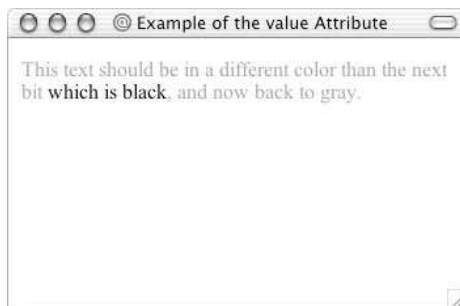 Example of the value Attribute
This text should be in a different color than the next
bit which is black, and now back to gray.